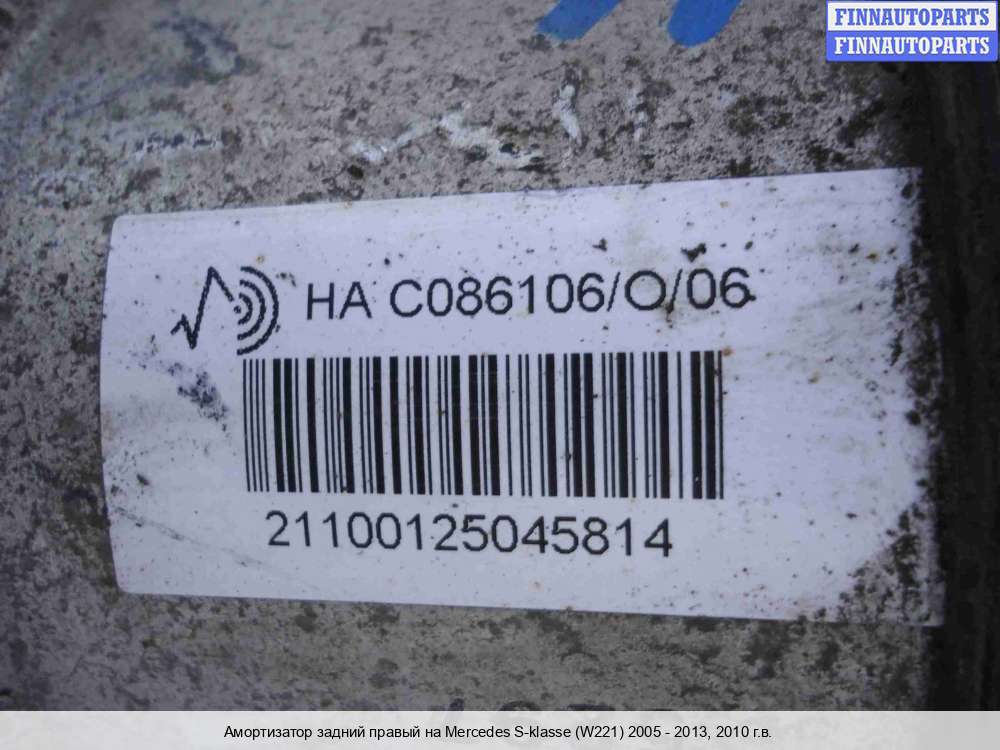 FINNAUTOPARTS
FINNAUTOPARTS
HA C086106/O/06
21100125045814
Амортизатор задний правый на Mercedes S-klasse (W221) 2005 - 2013, 2010 г.в.